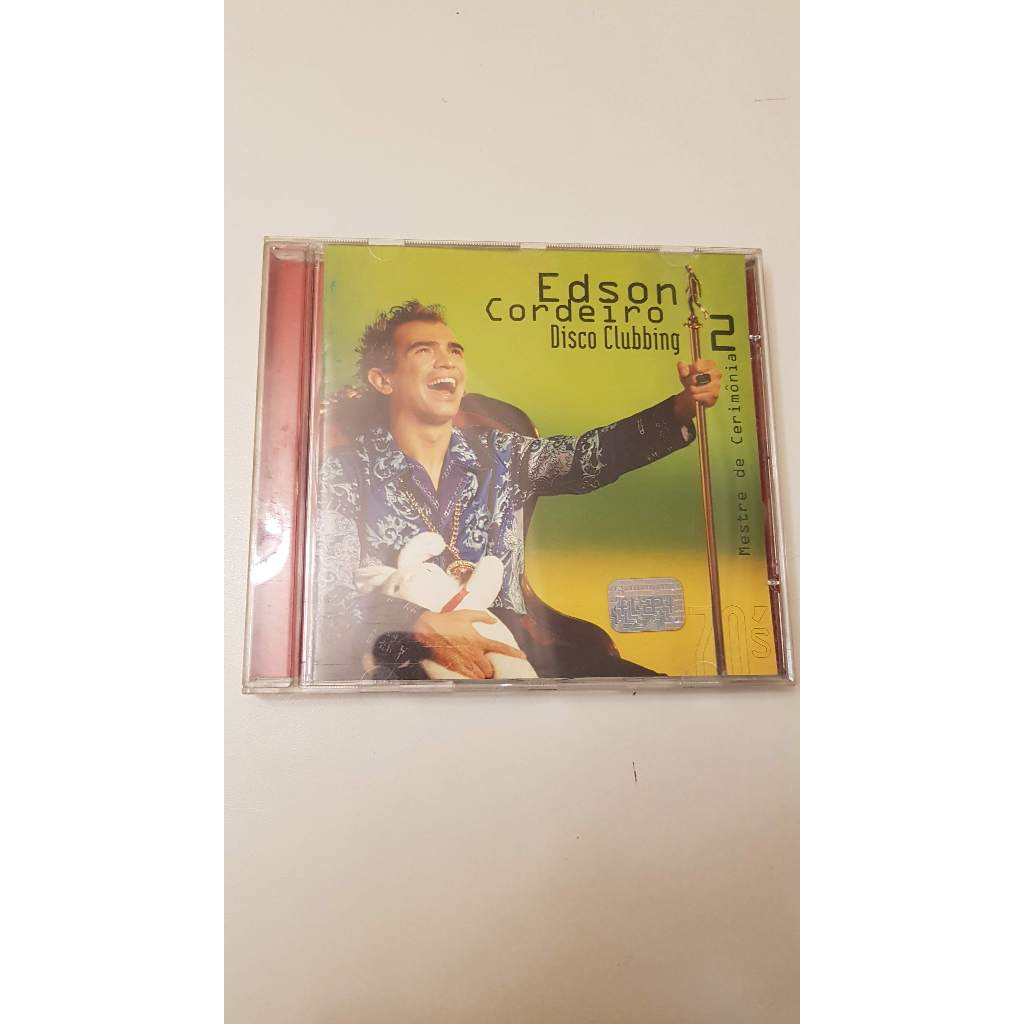 Edson
Cordeiro
Disco Clubbing
2
Mestre de Cerimônia
70's